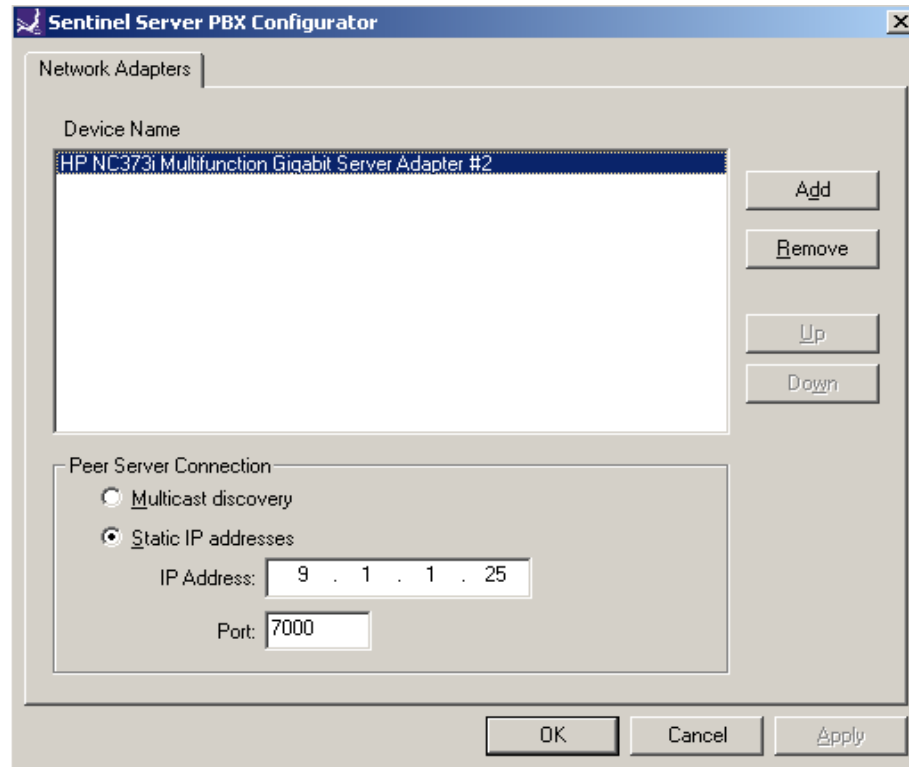 Sentinel Server PBX Configurator
Network Adapters
Device Name
HP NC373i Multifunction Gigabit Server Adapter #2
Add
Remove
Up
Down
Peer Server Connection
Multicast discovery
Static IP addresses
IP Address: 9 . 1 . 1 . 25
Port: 7000
OK Cancel Apply